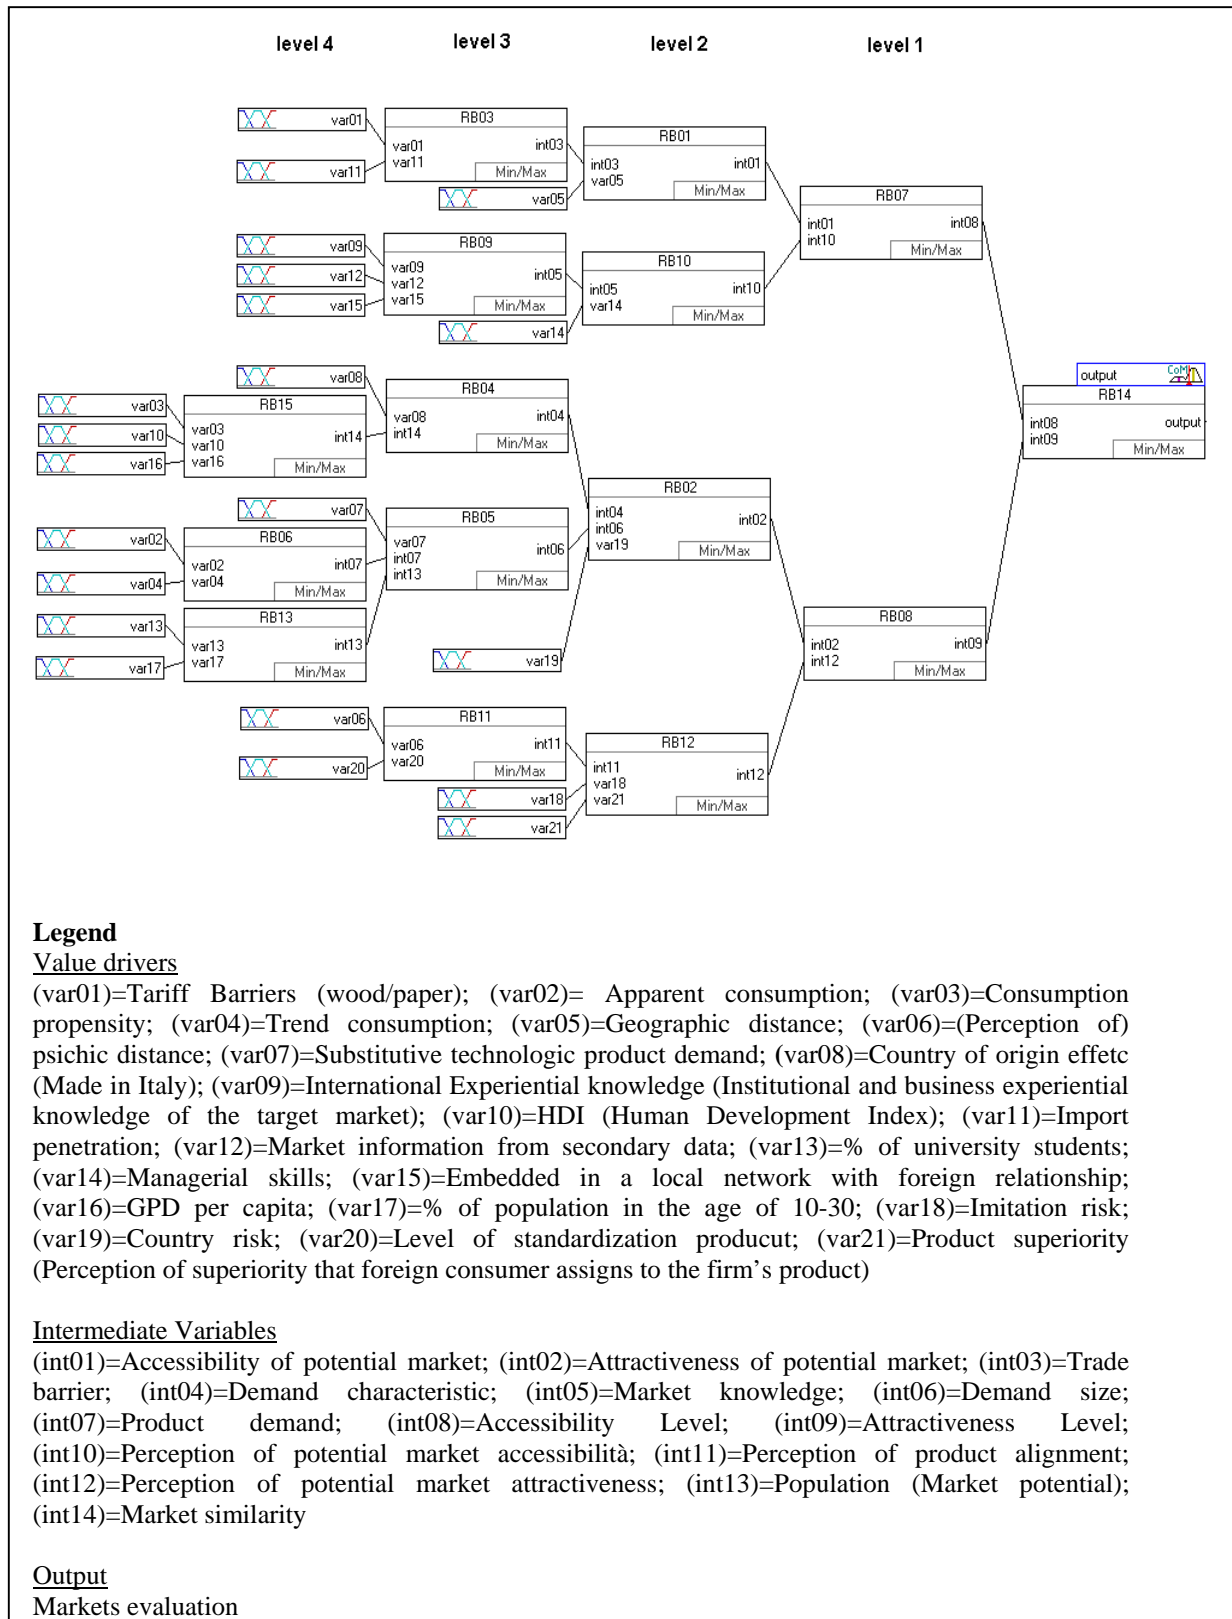 level 4
level 3
level 2
level 1
var01
var11
RB03
var01
var11
int03
Min/Max
var05
RB01
int03
var05
int01
Min/Max
RB07
int01
int10
int08
Min/Max
var09
var12
var15
RB09
var09
var12
var15
int05
Min/Max
var14
RB10
int05
var14
int10
Min/Max
output
CoM
RB14
int08
int09
output
Min/Max
var08
RB04
var08
int14
int04
Min/Max
var03
var10
var16
RB15
var03
var10
var16
int14
Min/Max
RB02
int04
int06
var19
int02
Min/Max
var07
RB05
var07
int07
int13
int06
Min/Max
var02
var04
RB06
var02
var04
int07
Min/Max
var13
var17
RB13
var13
var17
int13
Min/Max
var19
RB08
int02
int12
int09
Min/Max
var06
var20
RB11
var06
var20
int11
Min/Max
var18
var21
RB12
int11
var18
var21
int12
Min/Max
Legend
Value drivers
(var01)=Tariff Barriers (wood/paper); (var02)= Apparent consumption; (var03)=Consumption
propensity; (var04)=Trend consumption; (var05)=Geographic distance; (var06)=(Perception of)
psichic distance; (var07)=Substitutive technologic product demand; (var08)=Country of origin effetc
(Made in Italy); (var09)=International Experiential knowledge (Institutional and business experiential
knowledge of the target market); (var10)=HDI (Human Development Index); (var11)=Import
penetration; (var12)=Market information from secondary data; (var13)=% of university students;
(var14)=Managerial skills; (var15)=Embedded in a local network with foreign relationship;
(var16)=GPD per capita; (var17)=% of population in the age of 10-30; (var18)=Imitation risk;
(var19)=Country risk; (var20)=Level of standardization producut; (var21)=Product superiority
(Perception of superiority that foreign consumer assigns to the firm's product)
Intermediate Variables
(int01)=Accessibility of potential market; (int02)=Attractiveness of potential market; (int03)=Trade
barrier; (int04)=Demand characteristic; (int05)=Market knowledge; (int06)=Demand size;
(int07)=Product demand; (int08)=Accessibility Level; (int09)=Attractiveness Level;
(int10)=Perception of potential market accessibilità; (int11)=Perception of product alignment;
(int12)=Perception of potential market attractiveness; (int13)=Population (Market potential);
(int14)=Market similarity
Output
Markets evaluation